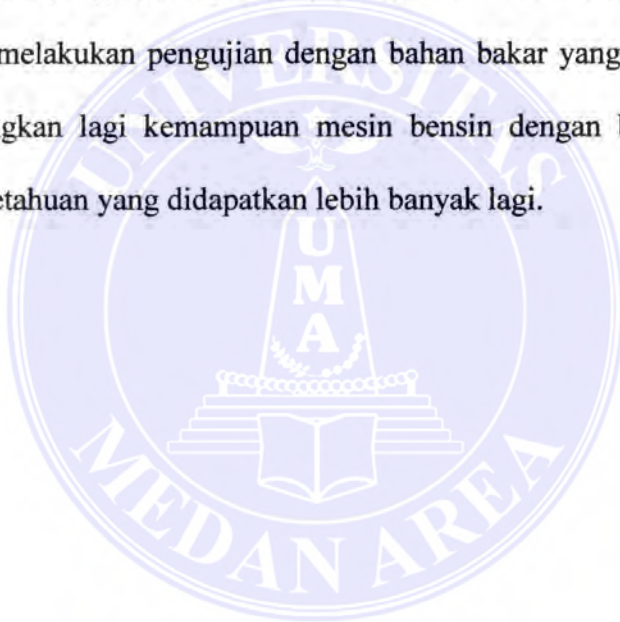 melakukan pengujian dengan bahan bakar yang
gkan lagi kemampuan mesin bensin dengan
etahuan yang didapatkan lebih banyak lagi.
UNIVERSITAS
UMA
MEDAN AREA